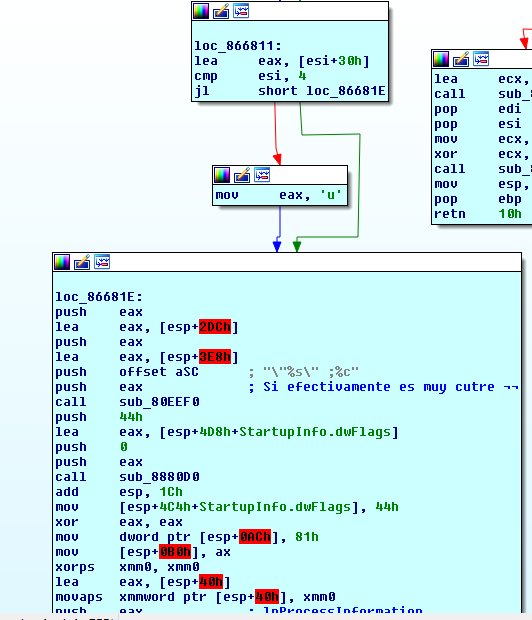 loc_866811:
lea eax, [esi+30h]
cmp esi, 4
jl short loc_86681E
lea ecx,
call sub_8
pop edi
pop esi
mov ecx,
xor ecx,
call sub_
mov esp,
pop ebp
retn 10h
mov eax, 'u'
loc_86681E:
push eax
lea eax, [esp+2DCh]
push eax
lea eax, [esp+3E8h]
push offset aSC ; "\"%s\" ;%c"
push eax ; Si efectivamente es muy cutre ¬¬
call sub_80EEF0
push 44h
lea eax, [esp+4D8h+StartupInfo.dwFlags]
push 0
push eax
call sub_8880D0
add esp, 1Ch
mov [esp+4C4h+StartupInfo.dwFlags], 44h
xor eax, eax
mov dword ptr [esp+0ACh], 81h
mov [esp+0B0h], ax
xorps xmm0, xmm0
lea eax, [esp+40h]
movaps xmmword ptr [esp+40h], xmm0
push eax ; lpProcessInformation